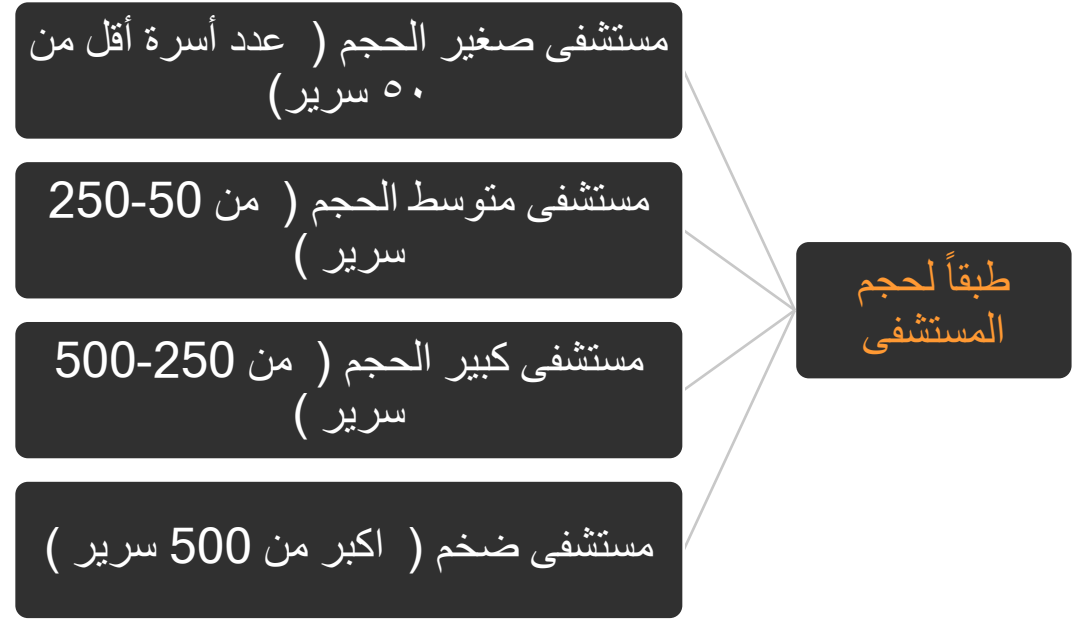 طبقاً لحجم
المستشفى
مستشفى صغير الحجم ( عدد أسرة أقل من
٥٠ سرير)
مستشفى متوسط الحجم ( من 50-250
سرير )
مستشفى كبير الحجم ( من 250-500
سرير )
مستشفى ضخم ( اكبر من 500 سرير )